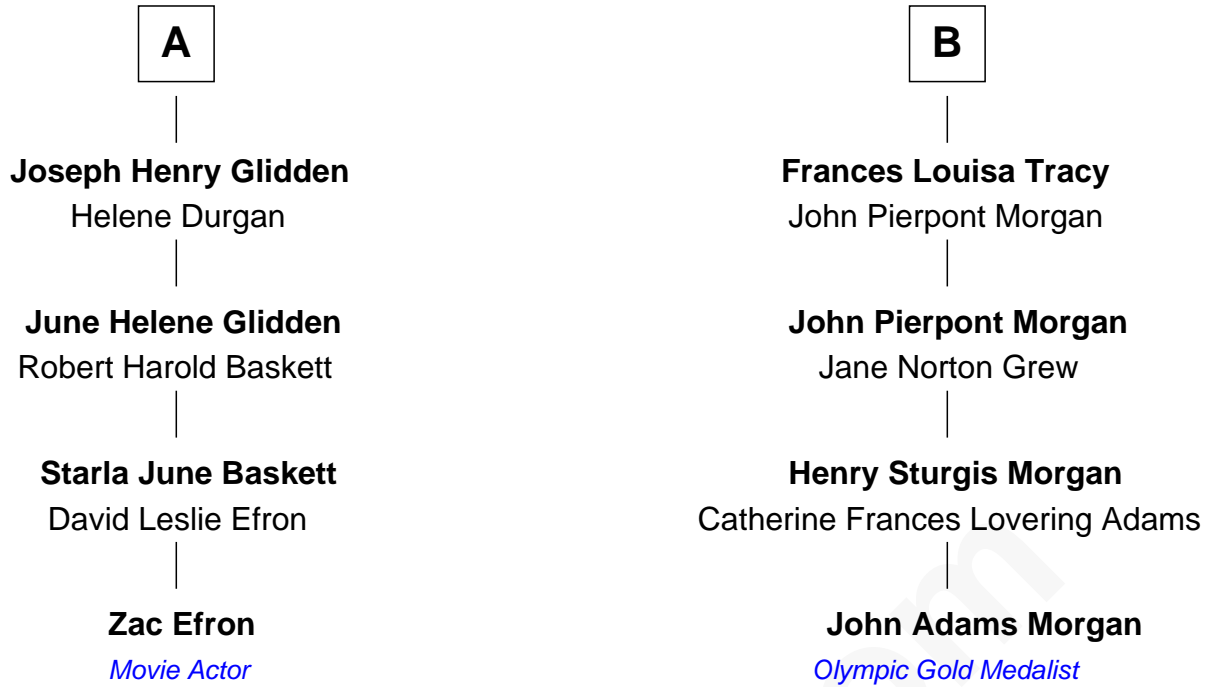 A
Joseph Henry Glidden
Helene Durgan
June Helene Glidden
Robert Harold Baskett
Starla June Baskett
David Leslie Efron
Zac Efron
Movie Actor
B
Frances Louisa Tracy
John Pierpont Morgan
John Pierpont Morgan
Jane Norton Grew
Henry Sturgis Morgan
Catherine Frances Lovering Adams
John Adams Morgan
Olympic Gold Medalist